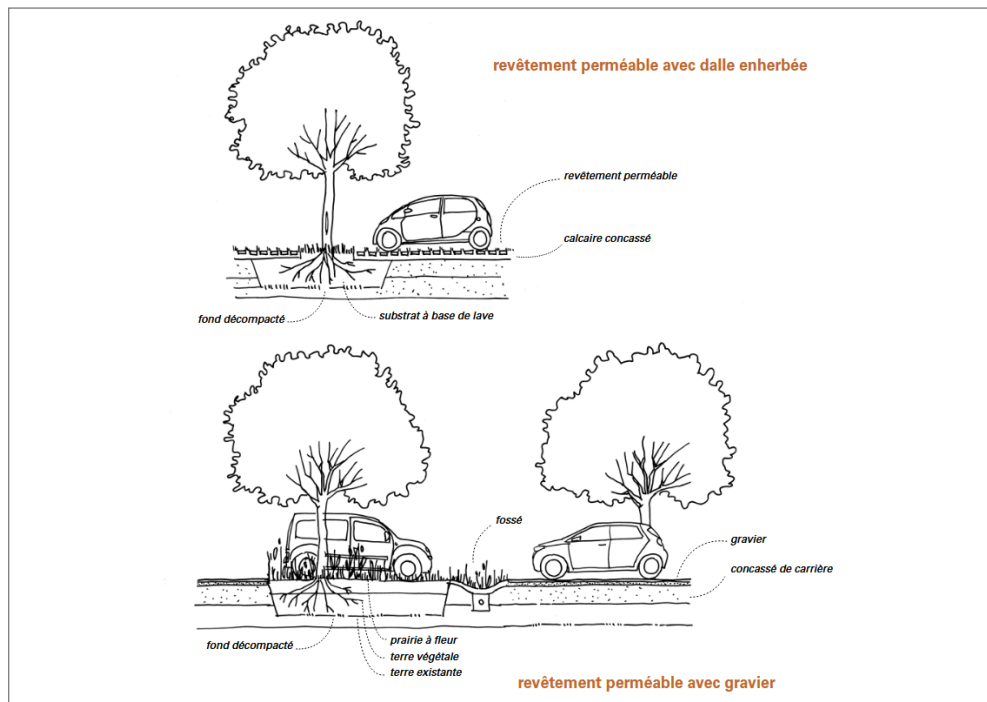 revêtement perméable avec dalle enherbée
revêtement perméable
calcaire concassé
substrat à base de lave
fond décompacté
fossé
gravier
concassé de carrière
prairie à fleur
fond décompacté
terre végétale
terre existante
revêtement perméable avec gravier